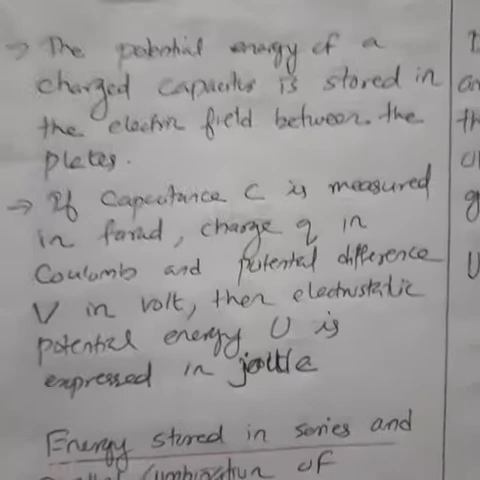 → The potential energy of a
charged capacitor is stored in
the electric field between the
plates.
→ If Capacitance C is measured
in farad, charge q in
Coulomb and potential difference
V in volt, then electrostatic
potential energy U is
expressed in joule
Energy stored in series and
Combination of